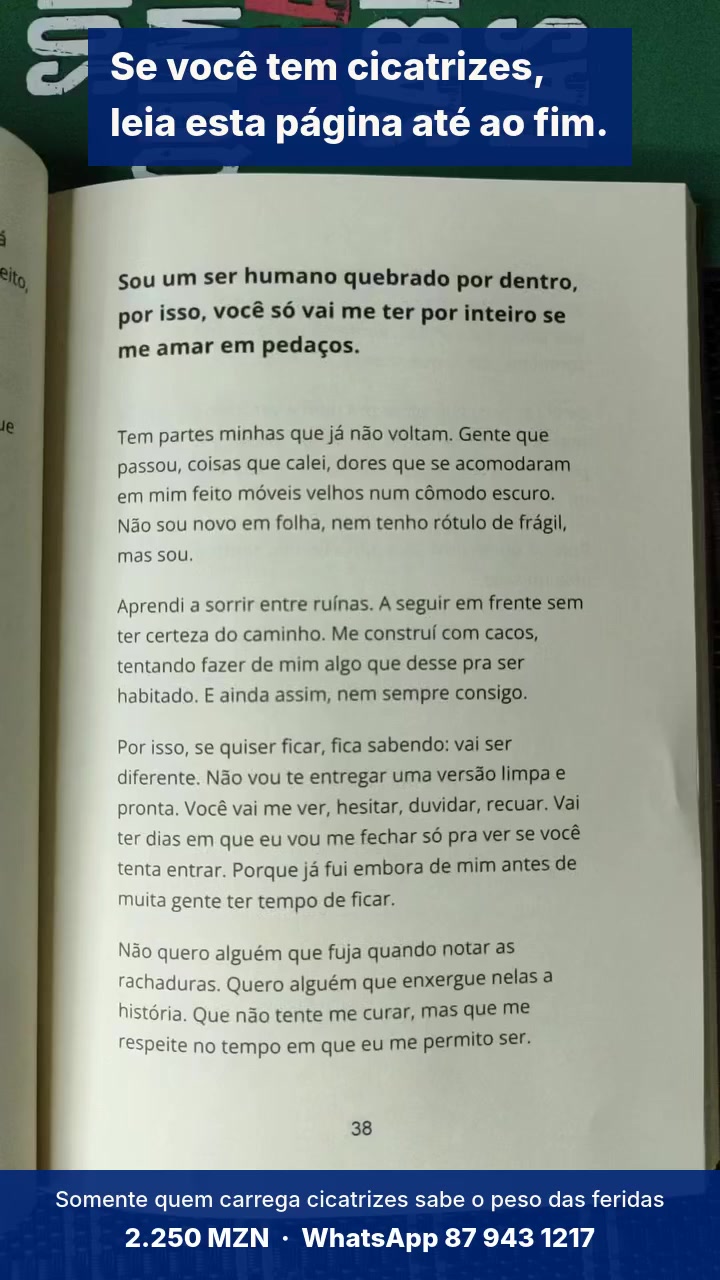 Se você tem cicatrizes,
leia esta página até ao fim.
á
eito,
ue
Sou um ser humano quebrado por dentro,
por isso, você só vai me ter por inteiro se
me amar em pedaços.
Tem partes minhas que já não voltam. Gente que
passou, coisas que calei, dores que se acomodaram
em mim feito móveis velhos num cômodo escuro.
Não sou novo em folha, nem tenho rótulo de frágil,
mas sou.
Aprendi a sorrir entre ruínas. A seguir em frente sem
ter certeza do caminho. Me construí com cacos,
tentando fazer de mim algo que desse pra ser
habitado. E ainda assim, nem sempre consigo.
Por isso, se quiser ficar, fica sabendo: vai ser
diferente. Não vou te entregar uma versão limpa e
pronta. Você vai me ver, hesitar, duvidar, recuar. Vai
ter dias em que eu vou me fechar só pra ver se você
tenta entrar. Porque já fui embora de mim antes de
muita gente ter tempo de ficar.
Não quero alguém que fuja quando notar as
rachaduras. Quero alguém que enxergue nelas a
história. Que não tente me curar, mas que me
respeite no tempo em que eu me permito ser.
38
Somente quem carrega cicatrizes sabe o peso das feridas
2.250 MZN · WhatsApp 87 943 1217